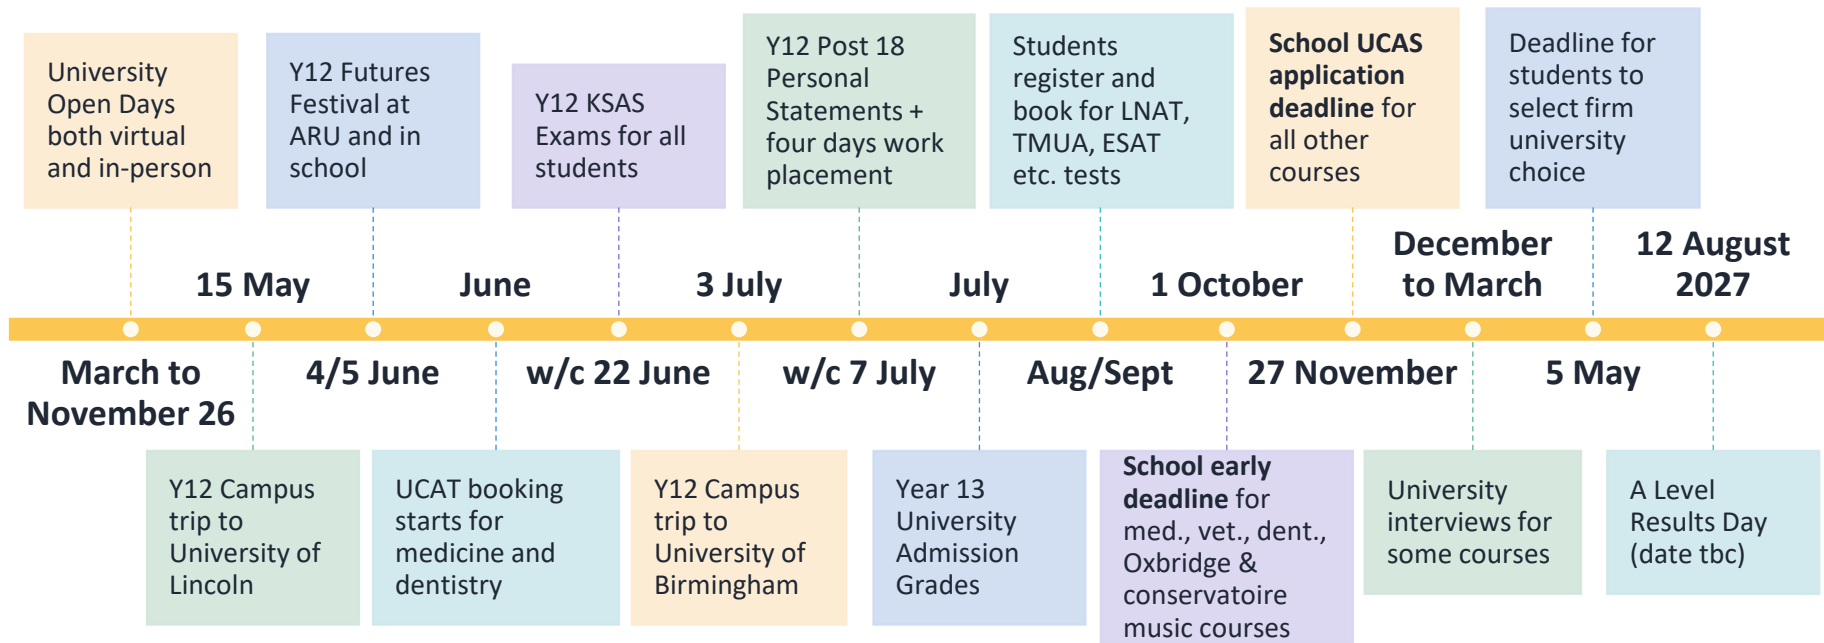 University
Open Days
both virtual
and in-person
Y12 Futures
Festival at
ARU and in
school
Y12 KSAS
Exams for all
students
Y12 Post 18
Personal
Statements +
four days work
placement
Students
register and
book for LNAT,
TMUA, ESAT
etc. tests
School UCAS
application
deadline for
all other
courses
Deadline for
students to
select firm
university
choice
15 May
June
3 July
July
1 October
December
to March
12 August
2027
March to
November 26
4/5 June
w/c 22 June
w/c 7 July
Aug/Sept
27 November
5 May
Y12 Campus
trip to
University of
Lincoln
UCAT booking
starts for
medicine and
dentistry
Y12 Campus
trip to
University of
Birmingham
Year 13
University
Admission
Grades
School early
deadline for
med., vet., dent.,
Oxbridge &
conservatoire
music courses
University
interviews for
some courses
A Level
Results Day
(date tbc)